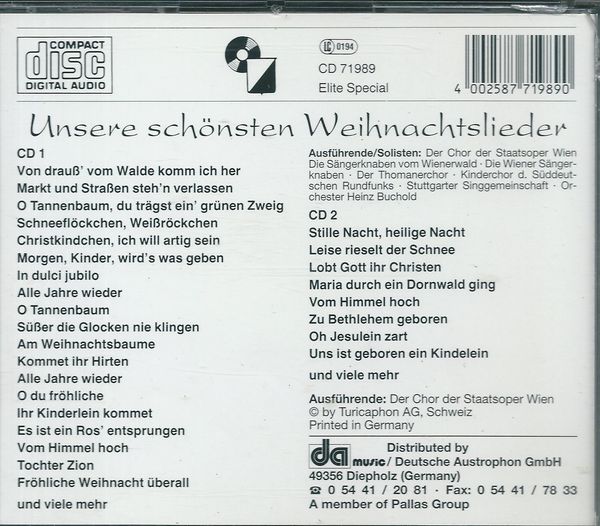 COMPACT
disc
DIGITAL AUDIO
LC 0194
CD 71989
Elite Special
4 002587 719890
Unsere schönsten Weihnachtslieder
CD 1
Von drauß' vom Walde komm ich her
Markt und Straßen steh'n verlassen
O Tannenbaum, du trägst ein' grünen Zweig
Schneeflöckchen, Weißröckchen
Christkindchen, ich will artig sein
Morgen, Kinder, wird's was geben
In dulci jubilo
Alle Jahre wieder
O Tannenbaum
Süßer die Glocken nie klingen
Am Weihnachtsbaume
Kommet ihr Hirten
Alle Jahre wieder
O du fröhliche
Ihr Kinderlein kommet
Es ist ein Ros' entsprungen
Vom Himmel hoch
Tochter Zion
Fröhliche Weihnacht überall
und viele mehr
Ausführende/Solisten: Der Chor der Staatsoper Wien
Die Sängerknaben vom Wienerwald · Die Wiener Sänger-
knaben · Der Thomanerchor · Kinderchor d. Süddeut-
schen Rundfunks · Stuttgarter Singgemeinschaft · Or-
chester Heinz Buchold
CD 2
Stille Nacht, heilige Nacht
Leise rieselt der Schnee
Lobt Gott ihr Christen
Maria durch ein Dornwald ging
Vom Himmel hoch
Zu Bethlehem geboren
Oh Jesulein zart
Uns ist geboren ein Kindelein
und viele mehr
Ausführende: Der Chor der Staatsoper Wien
© by Turicaphon AG, Schweiz
Printed in Germany
Distributed by
da music / Deutsche Austrophon GmbH
49356 Diepholz (Germany)
☎ 0 54 41 / 20 81 · Fax: 0 54 41 / 78 33
A member of Pallas Group